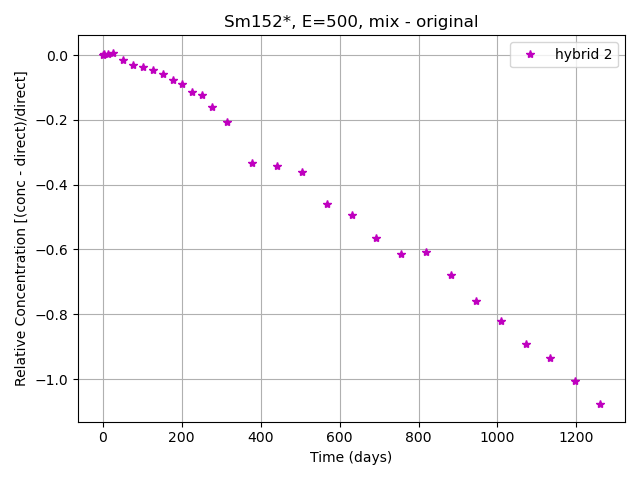 Sm152*, E=500, mix - original
hybrid 2
0.0
−0.2
−0.4
−0.6
−0.8
−1.0
Relative Concentration [(conc - direct)/direct]
0 200 400 600 800 1000 1200
Time (days)